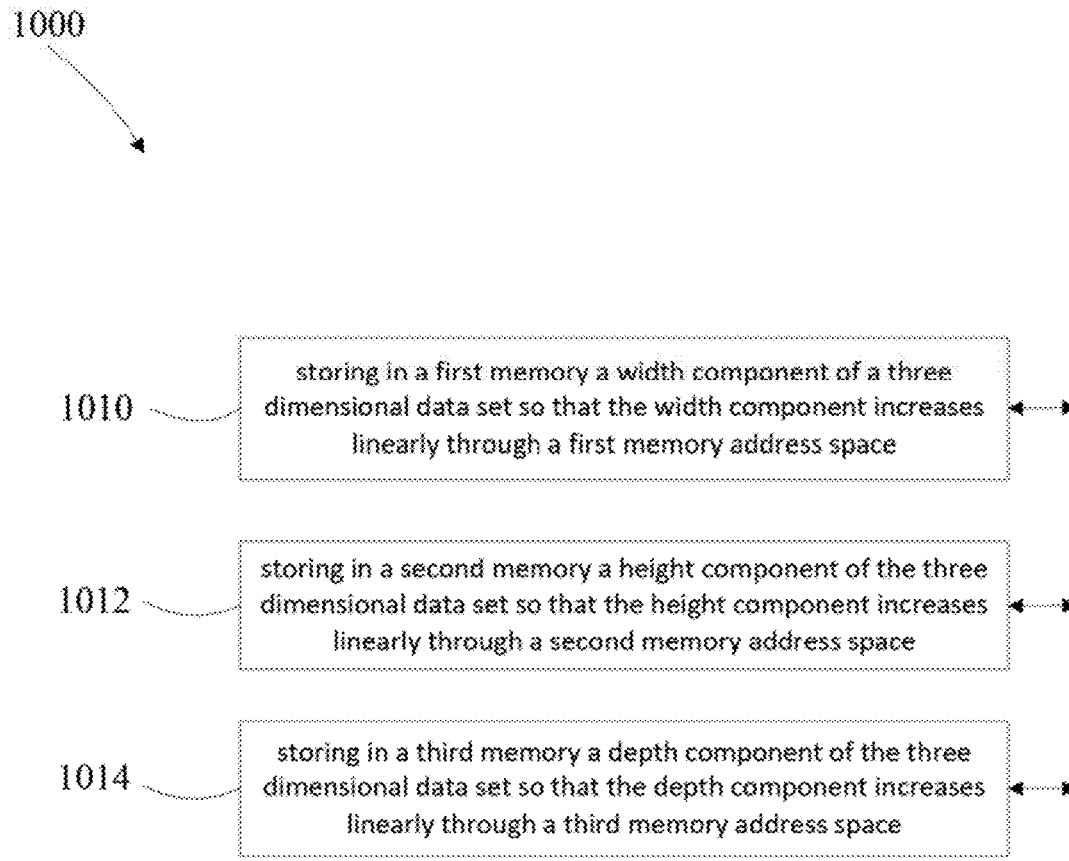 1000
storing in a first memory a width component of a three
1010
dimensional data set so that the width component increases
linearly through a first memory address space
storing in a second memory a height component of the three
1012
dimensional data set so that the height component increases
linearly through a second memory address space
storing in a third memory a depth component of the three
1014
dimensional data set so that the depth component increases
linearly through a third memory address space